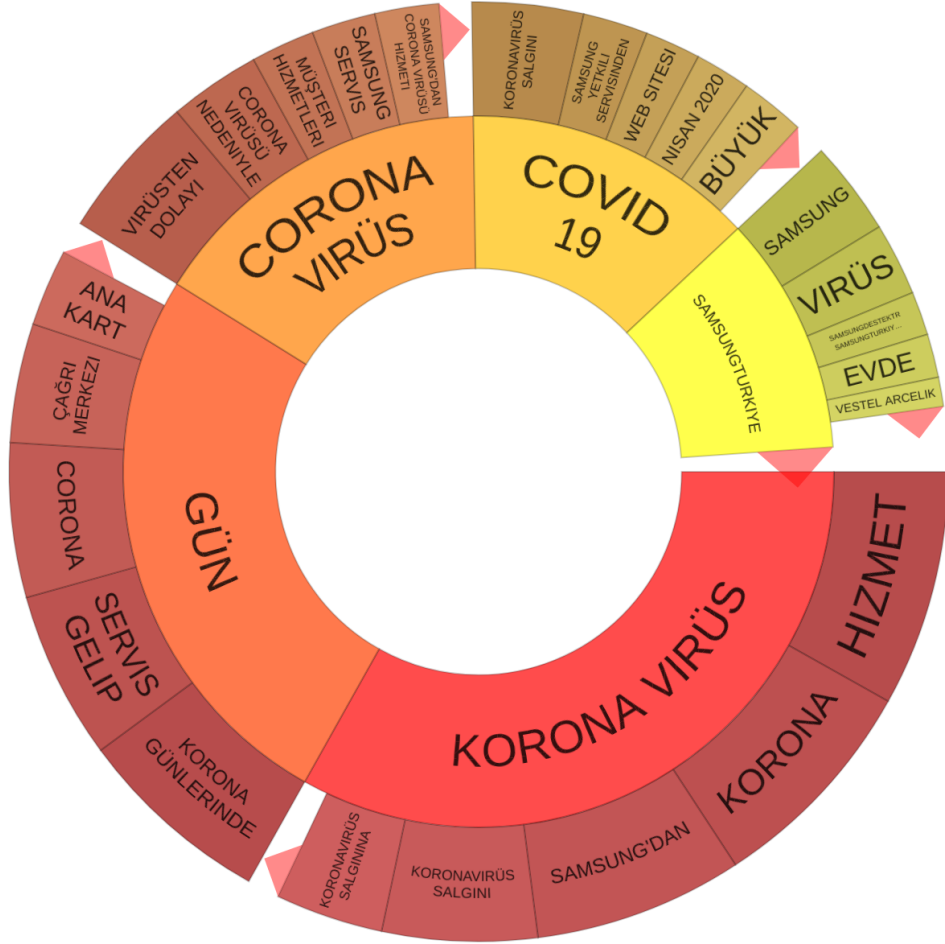 KORONAVIRÜS
SALGINI
SAMSUNG
YETKILI
SERVISINDEN
WEB SITESI
NISAN 2020
BÜYÜK
COVID
19
SAMSUNG
VIRÜS
SAMSUNGDESTEKTR
SAMSUNGTURKIY...
EVDE
VESTEL ARCELIK
SAMSUNGTURKIYE
HIZMET
KORONA
SAMSUNG'DAN
KORONAVIRÜS
SALGINI
KORONAVIRÜS
SALGININA
KORONA VIRÜS
KORONA
GÜNLERINDE
SERVIS
GELIP
CORONA
ÇAĞRI
MERKEZI
ANA
KART
GÜN
VIRÜSTEN
DOLAYI
CORONA
VIRÜSÜ
NEDENIYLE
MÜŞTERI
HIZMETLERI
SAMSUNG
SERVIS
SAMSUNG'DAN
CORONA VIRÜSÜ
HIZMETI
CORONA
VIRÜS